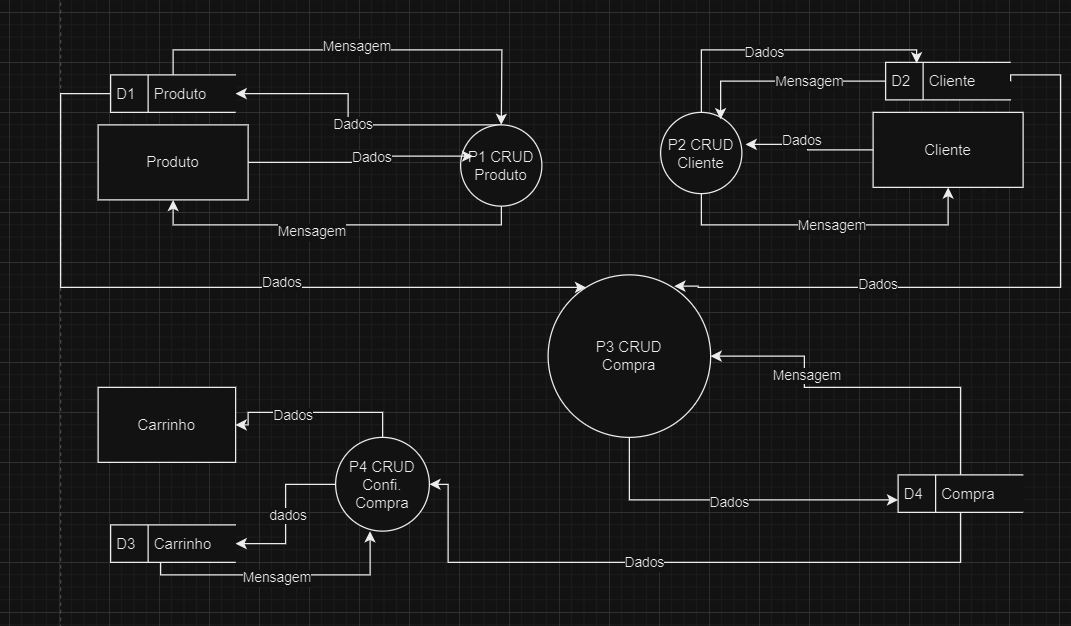 Mensagem
Dados
D1
Produto
Mensagem
D2
Cliente
Dados
Produto
Dados
P1 CRUD
Produto
P2 CRUD
Cliente
Dados
Cliente
Mensagem
Mensagem
Dados
Dados
P3 CRUD
Compra
Mensagem
Carrinho
Dados
P4 CRUD
Confi.
Compra
D4
Compra
Dados
dados
D3
Carrinho
Mensagem
Dados